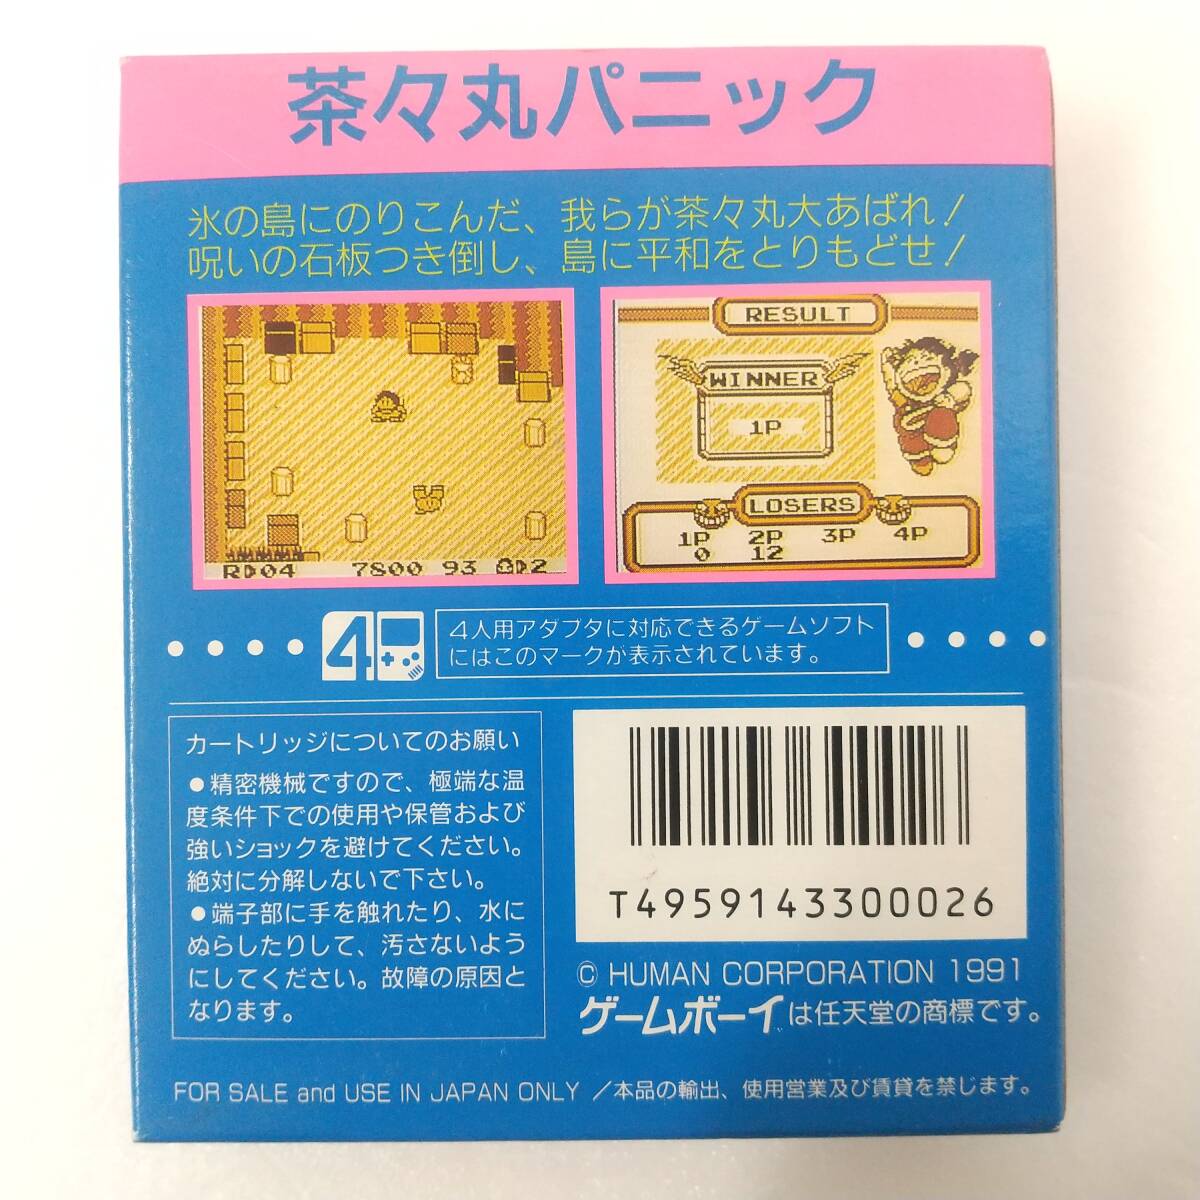 茶々丸パニック
氷の島にのりこんだ、我らが茶々丸大あばれ！
呪いの石板つき倒し、島に平和をとりもどせ！
R 04 7800 93 2
RESULT
WINNER
1P
LOSERS
1P 2P 3P 4P
0 12
4
4人用アダプタに対応できるゲームソフト
にはこのマークが表示されています。
カートリッジについてのお願い
●精密機械ですので、極端な温
度条件下での使用や保管および
強いショックを避けてください。
絶対に分解しないで下さい。
●端子部に手を触れたり、水に
ぬらしたりして、汚さないよう
にしてください。故障の原因と
なります。
T4959143300026
© HUMAN CORPORATION 1991
ゲームボーイは任天堂の商標です。
FOR SALE and USE IN JAPAN ONLY ／本品の輸出、使用営業及び賃貸を禁じます。